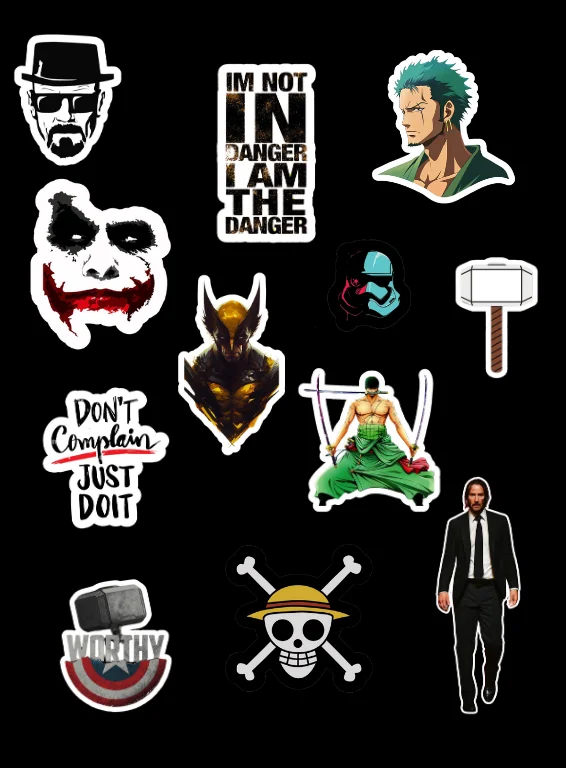 IM NOT
IN
DANGER
I AM
THE
DANGER
DON'T
Complain
JUST
DOIT
WORTHY